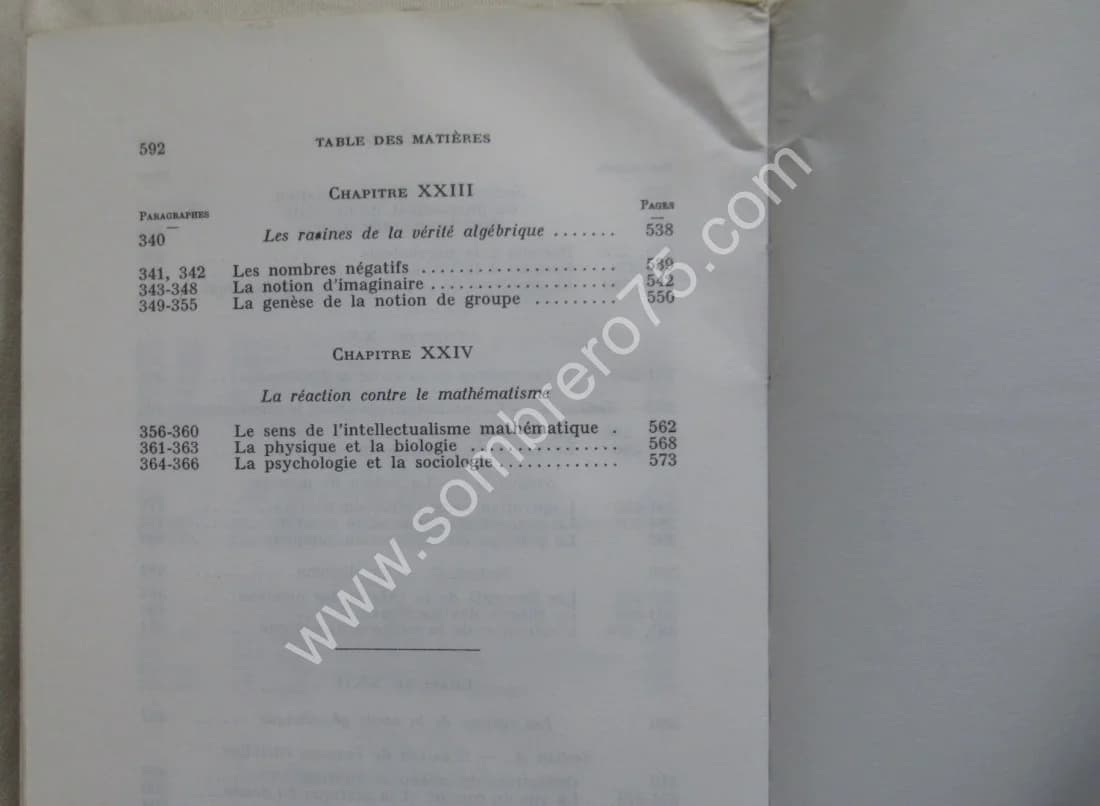 592 TABLE DES MATIÈRES
CHAPITRE XXIII
PARAGRAPHES PAGES
340 Les racines de la vérité algébrique ....... 538
341, 342 Les nombres négatifs ..................... 539
343-348 La notion d'imaginaire .................... 542
349-355 La genèse de la notion de groupe ......... 550
CHAPITRE XXIV
La réaction contre le mathématisme
356-360 Le sens de l'intellectualisme mathématique . 562
361-363 La physique et la biologie ................ 568
364-366 La psychologie et la sociologie ............. 573
www.sombrero75.com